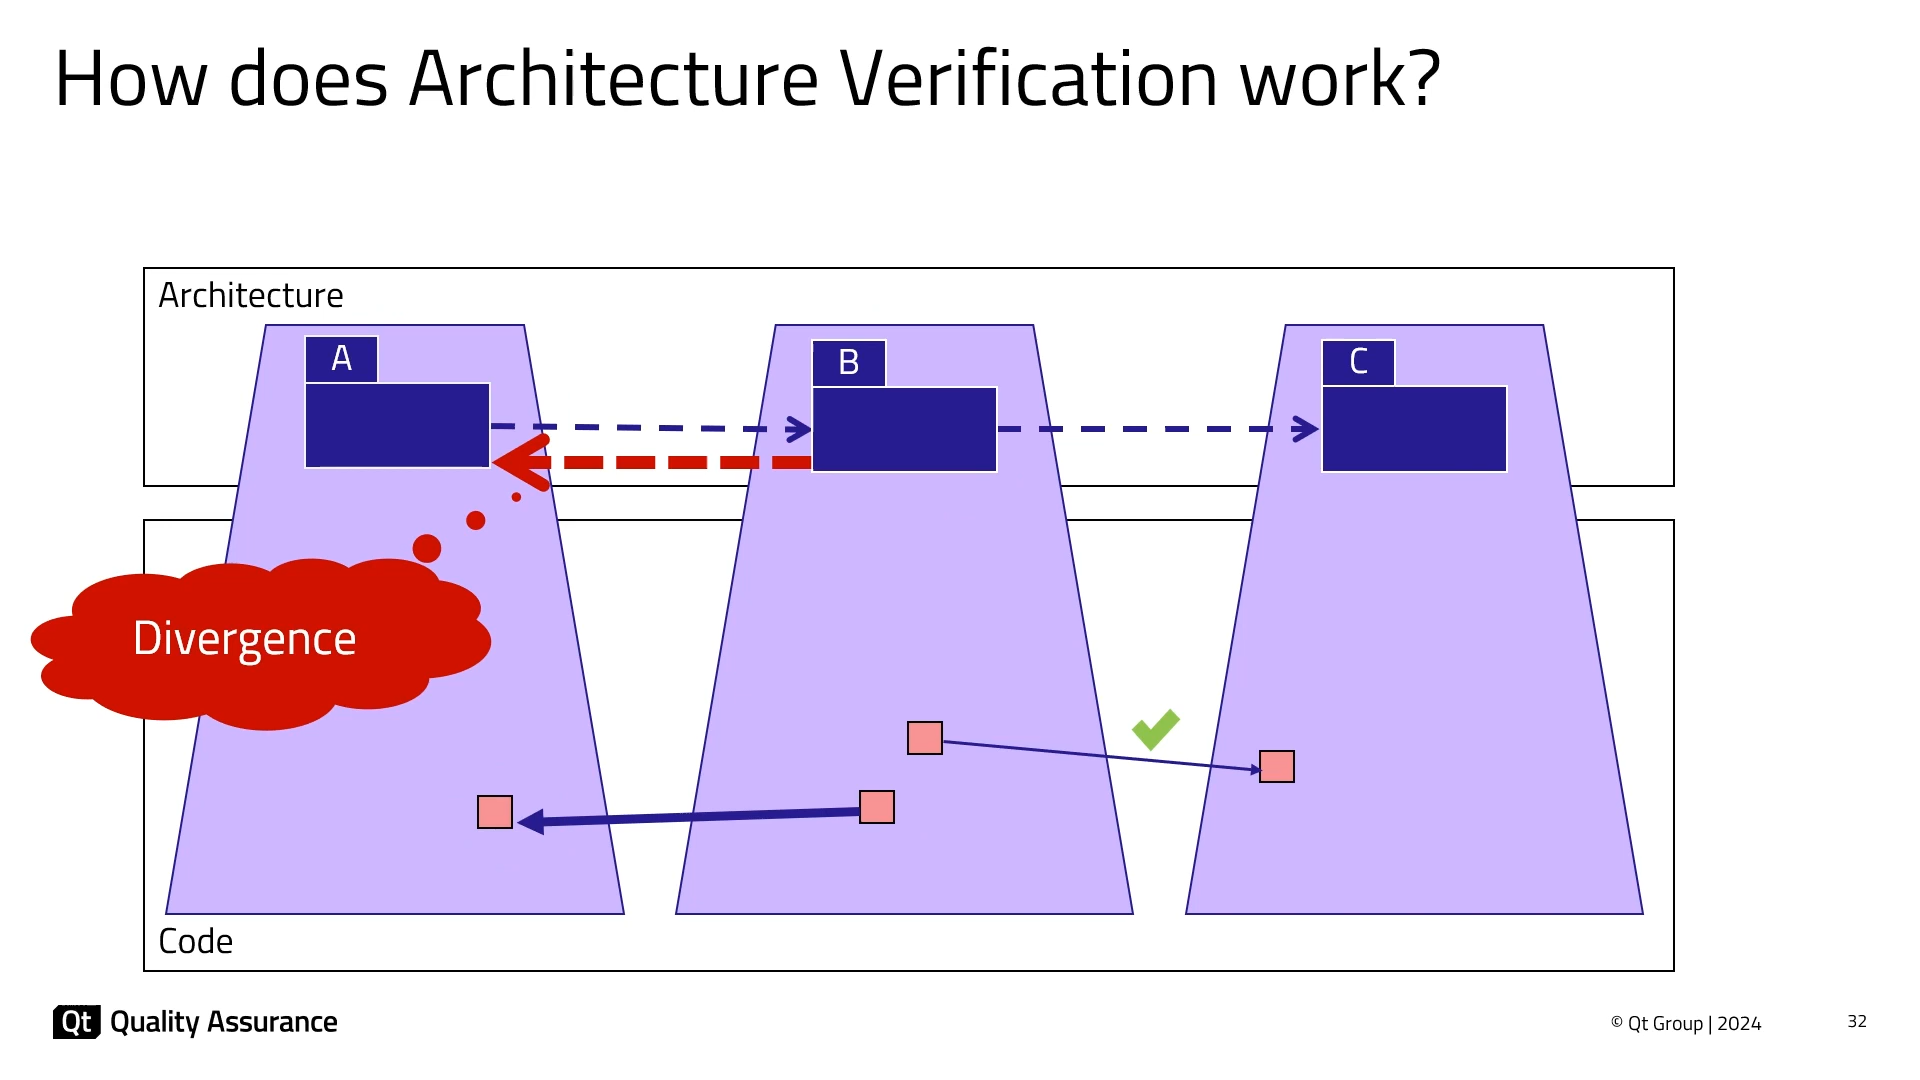 How does Architecture Verification work?
Architecture
A
B
C
Divergence
Code
Qt Quality Assurance
© Qt Group | 2024
32